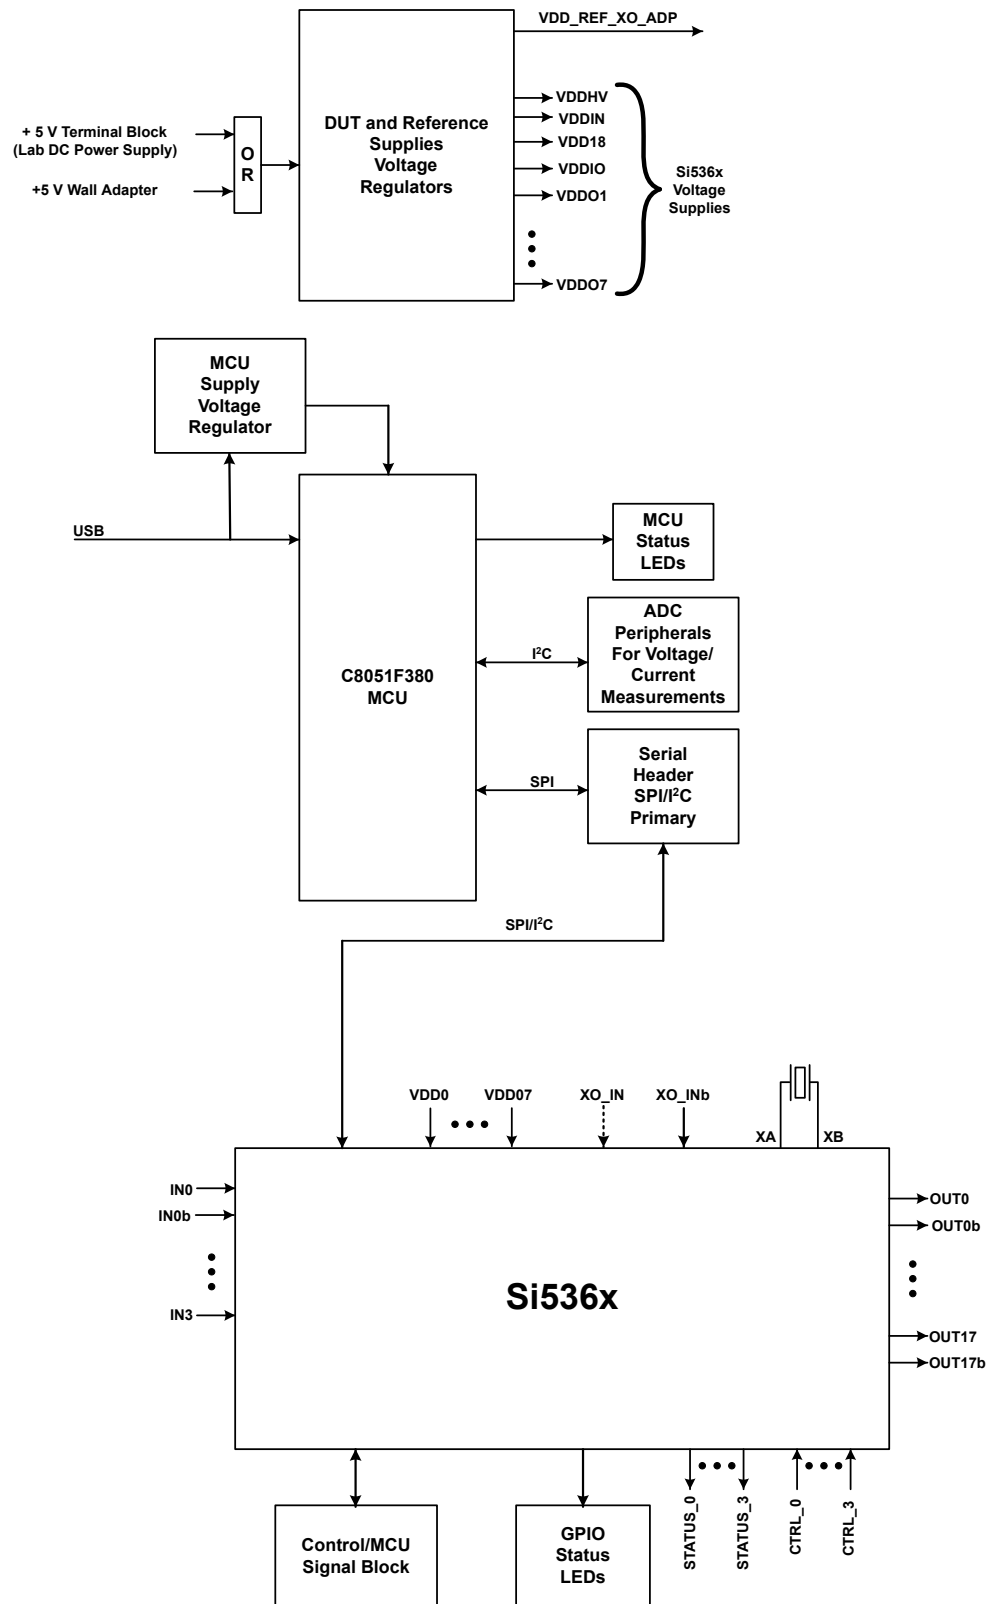 VDD_REF_XO_ADP
VDDHV
VDDIN
VDD18
VDDIO
VDDO1
VDDO7
Si536x
Voltage
Supplies
+ 5 V Terminal Block
(Lab DC Power Supply)
+5 V Wall Adapter
O
R
DUT and Reference
Supplies
Voltage
Regulators
MCU
Supply
Voltage
Regulator
USB
C8051F380
MCU
MCU
Status
LEDs
I²C
ADC
Peripherals
For Voltage/
Current
Measurements
SPI
Serial
Header
SPI/I²C
Primary
SPI/I²C
VDD0
VDD07
XO_IN
XO_INb
XA
XB
IN0
IN0b
IN3
Si536x
OUT0
OUT0b
OUT17
OUT17b
STATUS_0
STATUS_3
CTRL_0
CTRL_3
Control/MCU
Signal Block
GPIO
Status
LEDs